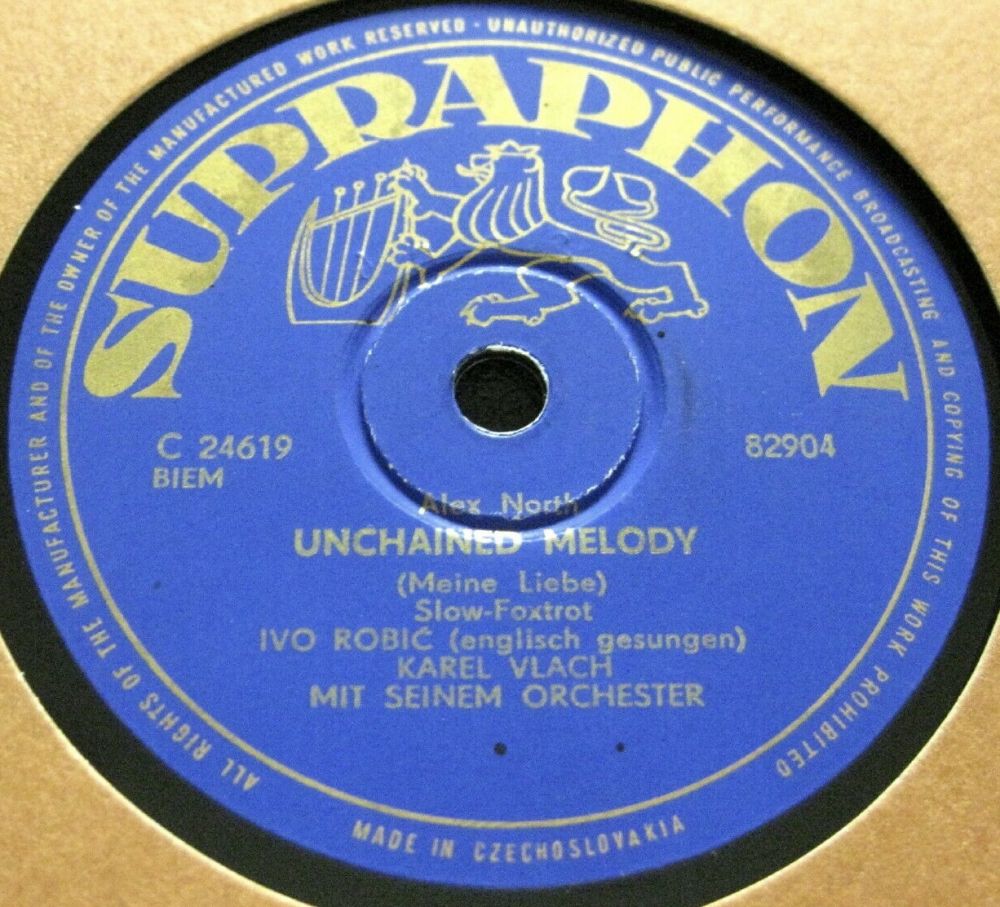 ALL RIGHTS OF THE MANUFACTURER AND OF THE OWNER OF THE MANUFACTURED WORK RESERVED · UNAUTHORIZED PUBLIC PERFORMANCE BROADCASTING AND COPYING OF THIS WORK PROHIBITED
SUPRAPHON
C 24619
82904
BIEM
Alex North
UNCHAINED MELODY
(Meine Liebe)
Slow-Foxtrot
IVO ROBIĆ (englisch gesungen)
KAREL VLACH
MIT SEINEM ORCHESTER
MADE IN CZECHOSLOVAKIA